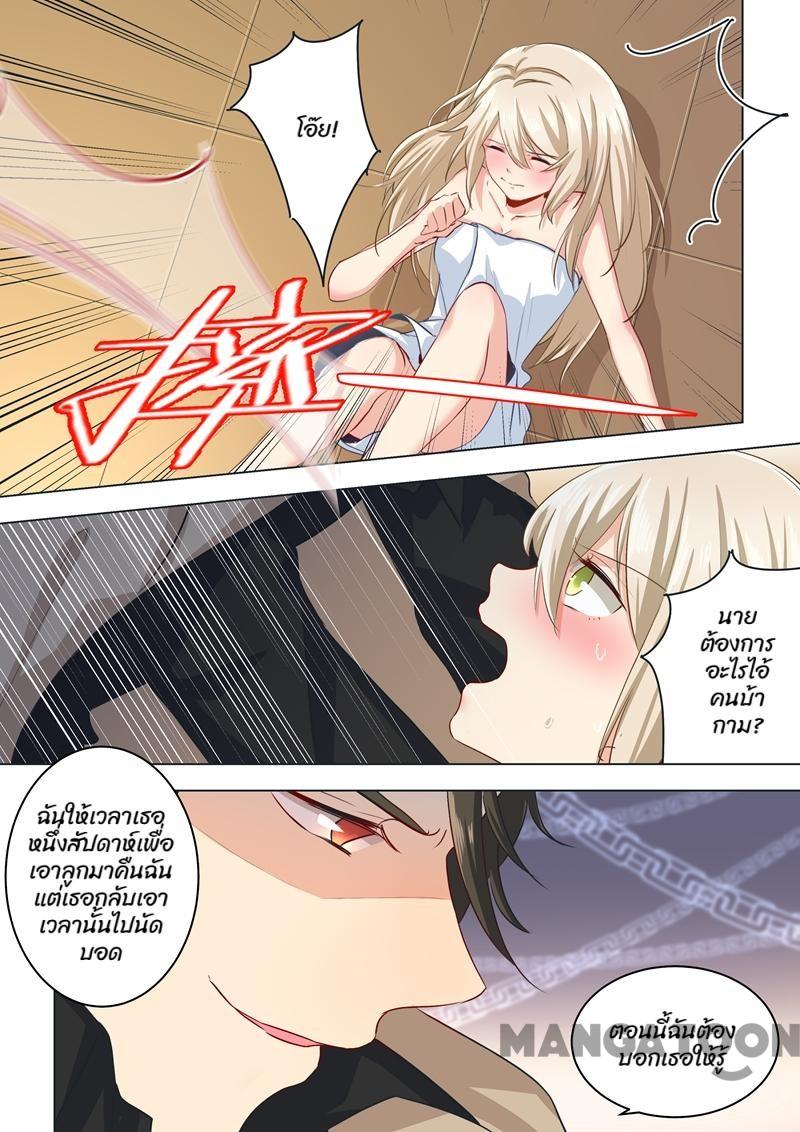 โอ๊ย!
摔
นาย
ต้องการ
อะไรไอ้
คนบ้า
กาม?
ฉันให้เวลาเธอ
หนึ่งสัปดาห์เพื่อ
เอาลูกมาคืนฉัน
แต่เธอกลับเอา
เวลานั้นไปนัด
บอด
ตอนนี้ฉันต้อง
บอกเธอให้รู้
MANGATOON